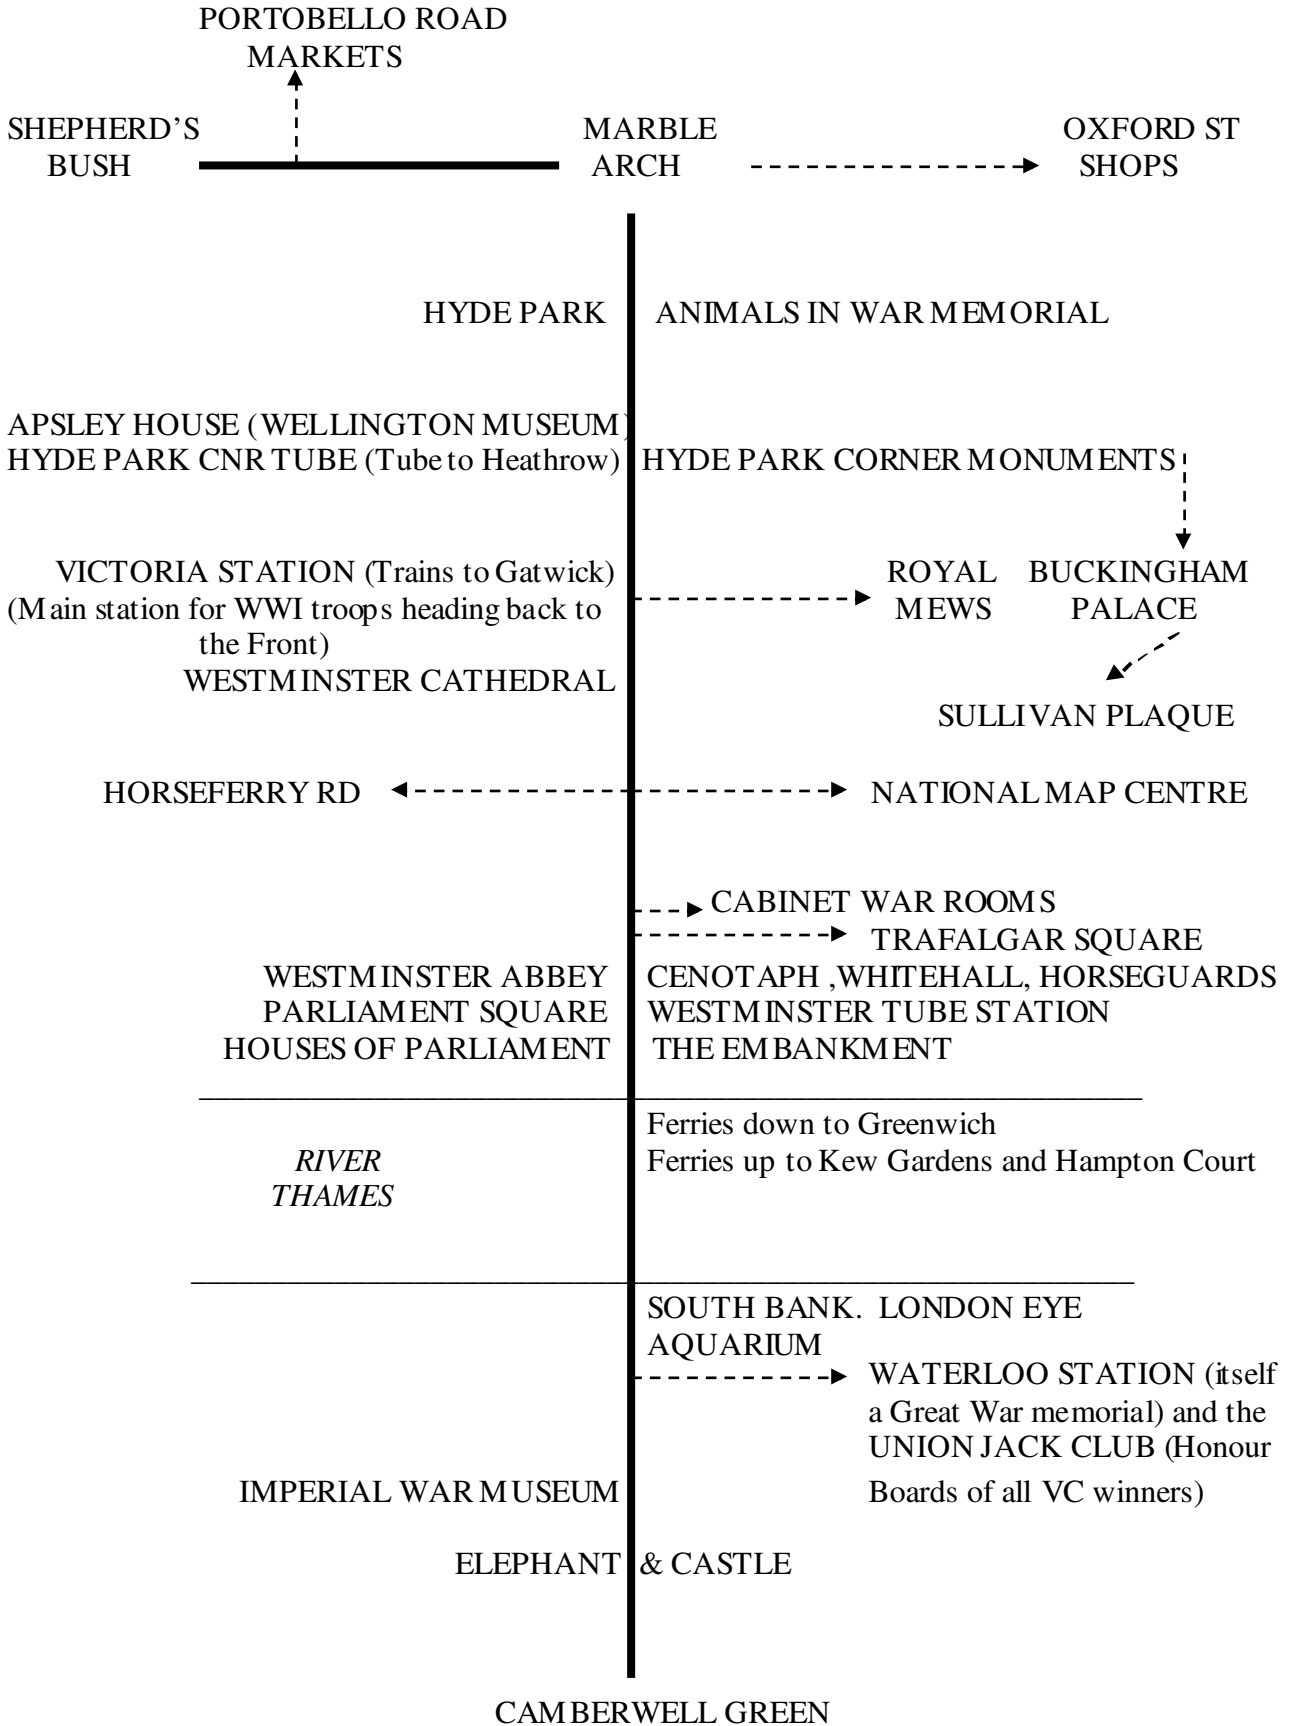 PORTOBELLO ROAD
MARKETS
SHEPHERD'S
BUSH
MARBLE
ARCH
OXFORD ST
SHOPS
HYDE PARK
ANIMALS IN WAR MEMORIAL
APSLEY HOUSE (WELLINGTON MUSEUM)
HYDE PARK CNR TUBE (Tube to Heathrow)
HYDE PARK CORNER MONUMENTS
VICTORIA STATION (Trains to Gatwick)
(Main station for WWI troops heading back to
the Front)
WESTMINSTER CATHEDRAL
ROYAL
MEWS
BUCKINGHAM
PALACE
SULLIVAN PLAQUE
HORSEFERRY RD
NATIONAL MAP CENTRE
CABINET WAR ROOMS
TRAFALGAR SQUARE
WESTMINSTER ABBEY
CENOTAPH ,WHITEHALL, HORSEGUARDS
PARLIAMENT SQUARE
WESTMINSTER TUBE STATION
HOUSES OF PARLIAMENT
THE EMBANKMENT
Ferries down to Greenwich
Ferries up to Kew Gardens and Hampton Court
RIVER
THAMES
SOUTH BANK. LONDON EYE
AQUARIUM
WATERLOO STATION (itself
a Great War memorial) and the
UNION JACK CLUB (Honour
Boards of all VC winners)
IMPERIAL WAR MUSEUM
ELEPHANT & CASTLE
CAMBERWELL GREEN